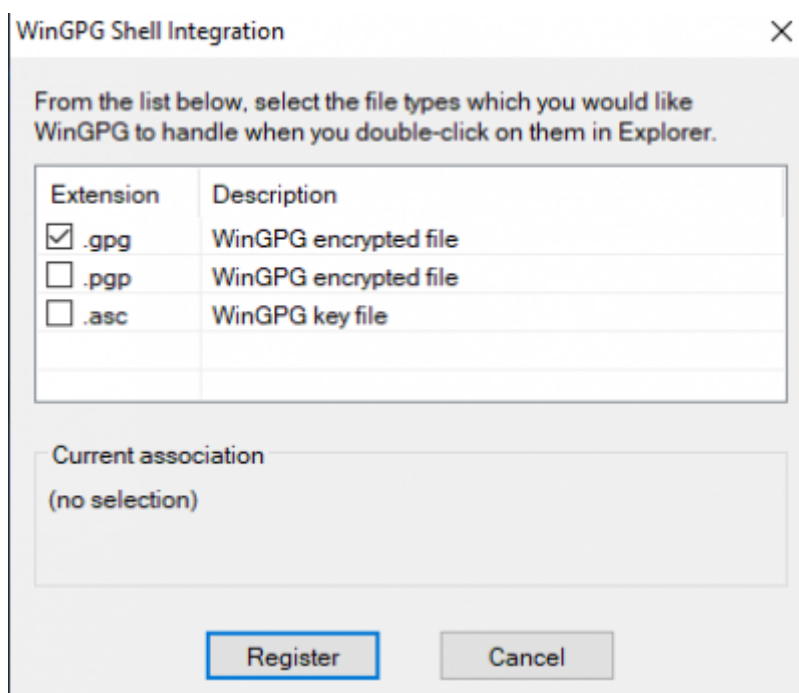 WinGPG Shell Integration
From the list below, select the file types which you would like
WinGPG to handle when you double-click on them in Explorer.
Extension Description
.gpg WinGPG encrypted file
.pgp WinGPG encrypted file
.asc WinGPG key file
Current association
(no selection)
Register Cancel